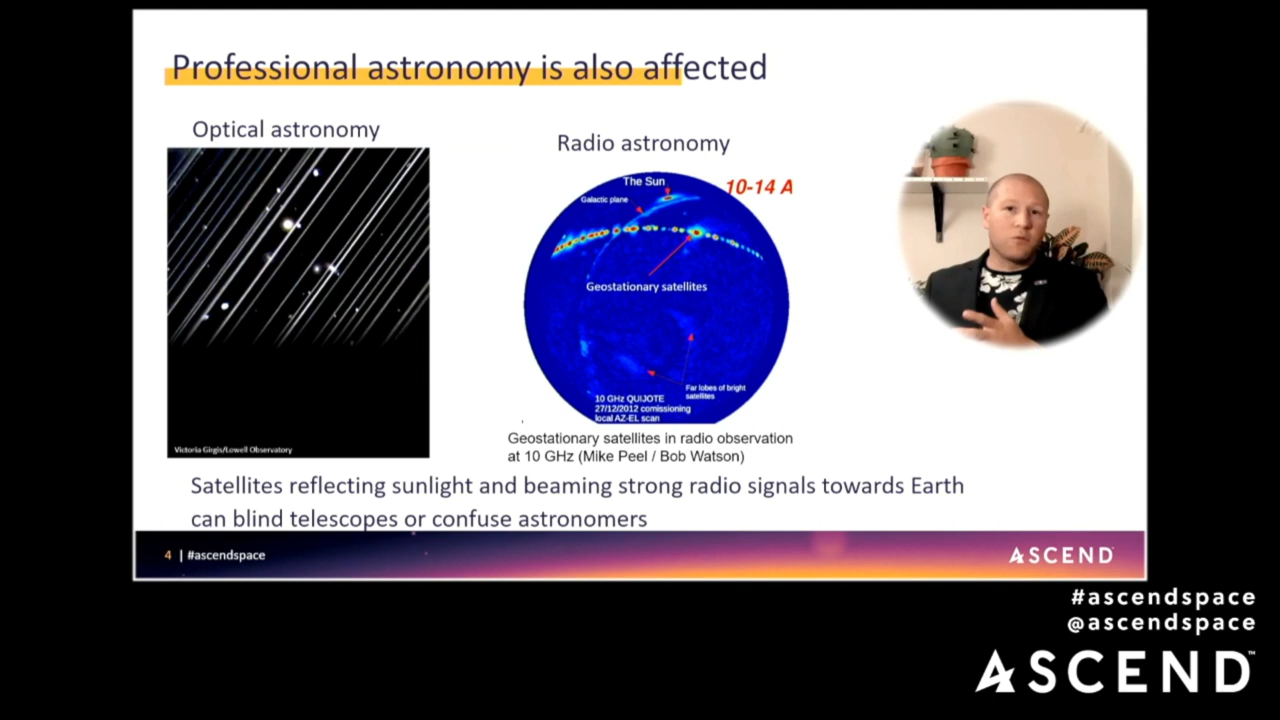 Professional astronomy is also affected
Optical astronomy
Victoria Girgis/Lowell Observatory
Radio astronomy
10-14 A
The Sun
Galactic plane
Geostationary satellites
Far lobes of bright
satellites
10 GHz QUIJOTE
27/12/2012 comissioning
local AZ-EL scan
Geostationary satellites in radio observation
at 10 GHz (Mike Peel / Bob Watson)
Satellites reflecting sunlight and beaming strong radio signals towards Earth
can blind telescopes or confuse astronomers
4 | #ascendspace
ASCEND
#ascendspace
@ascendspace
ASCEND™